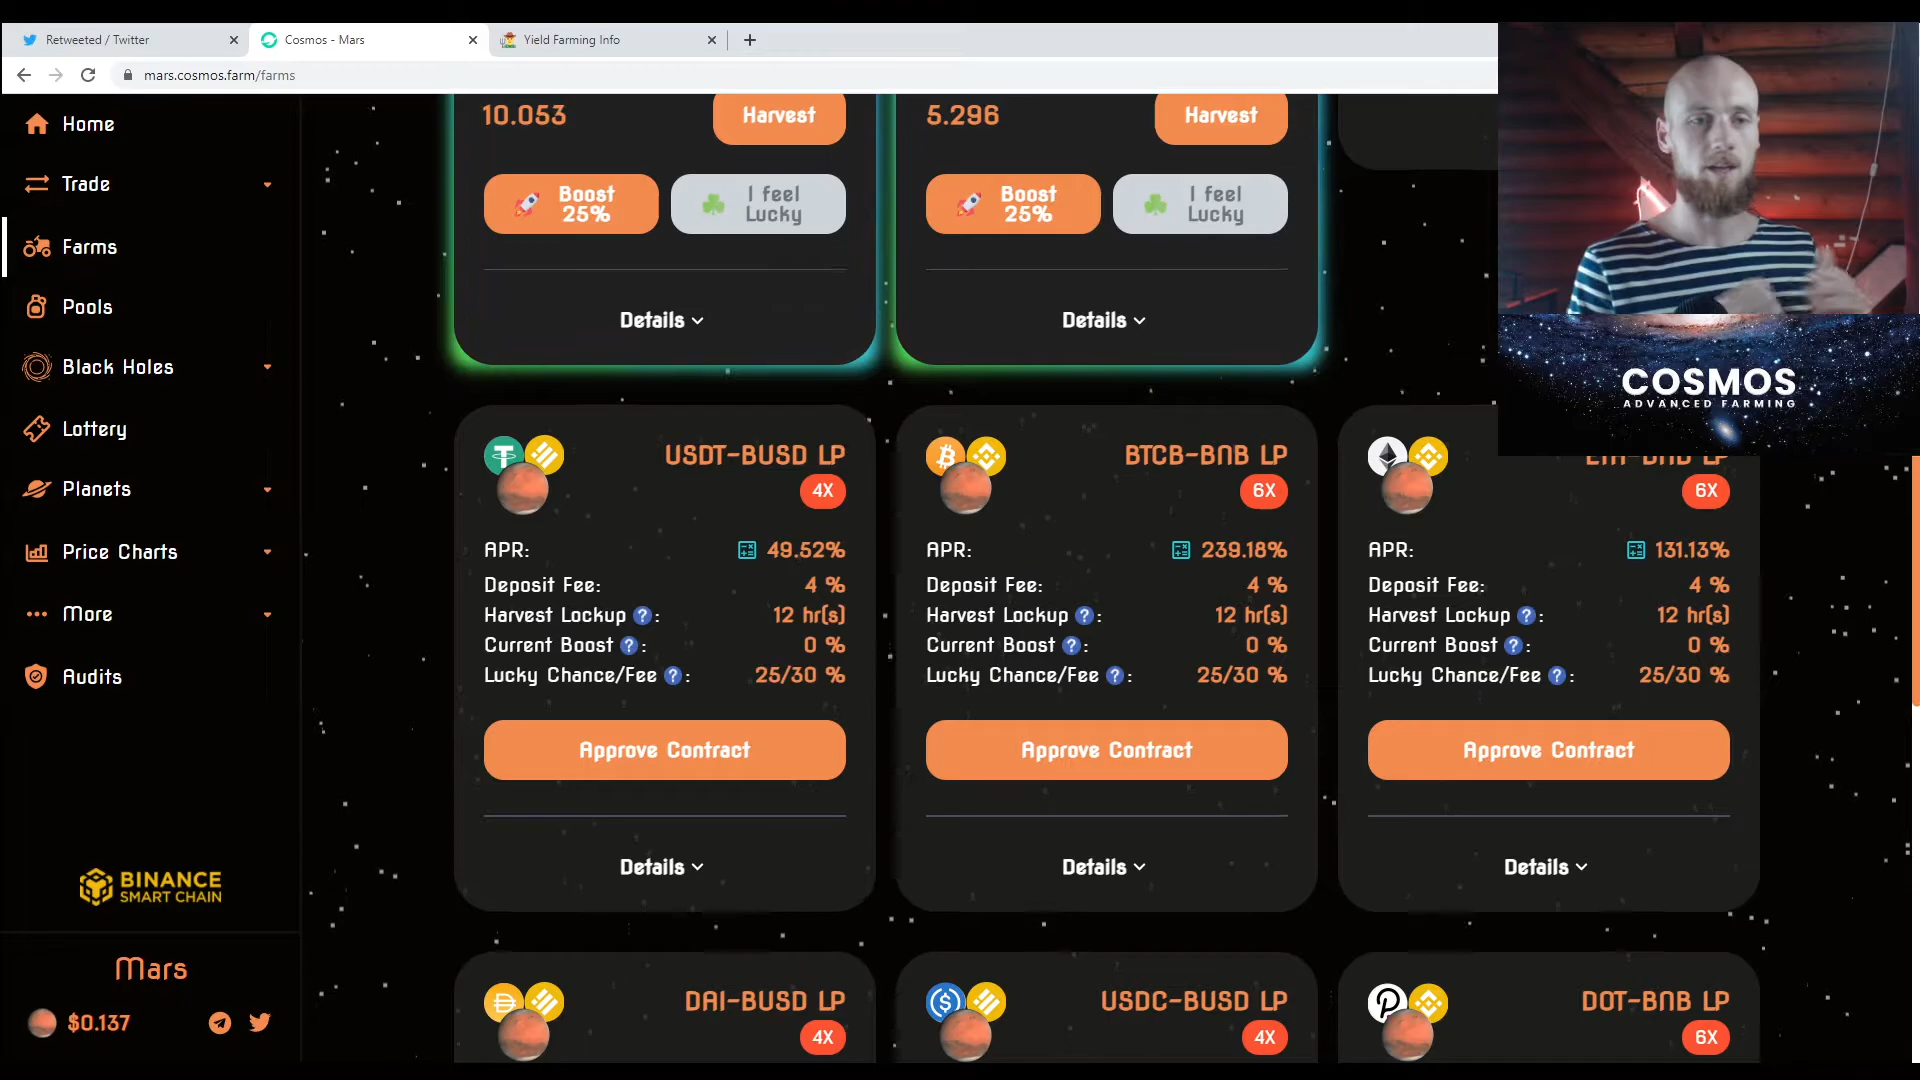 Retweeted / Twitter
Cosmos - Mars
Yield Farming Info
mars.cosmos.farm/farms
Home
Trade
Farms
Pools
Black Holes
Lottery
Planets
Price Charts
More
Audits
BINANCE
SMART CHAIN
Mars
$0.137
10.053
Harvest
Boost
25%
I feel
Lucky
Details
5.296
Harvest
Boost
25%
I feel
Lucky
Details
COSMOS
ADVANCED FARMING
USDT-BUSD LP
4X
APR: 49.52%
Deposit Fee: 4 %
Harvest Lockup ?: 12 hr(s)
Current Boost ?: 0 %
Lucky Chance/Fee ?: 25/30 %
Approve Contract
Details
BTCB-BNB LP
6X
APR: 239.18%
Deposit Fee: 4 %
Harvest Lockup ?: 12 hr(s)
Current Boost ?: 0 %
Lucky Chance/Fee ?: 25/30 %
Approve Contract
Details
ETH-BNB LP
6X
APR: 131.13%
Deposit Fee: 4 %
Harvest Lockup ?: 12 hr(s)
Current Boost ?: 0 %
Lucky Chance/Fee ?: 25/30 %
Approve Contract
Details
DAI-BUSD LP
4X
USDC-BUSD LP
4X
DOT-BNB LP
6X